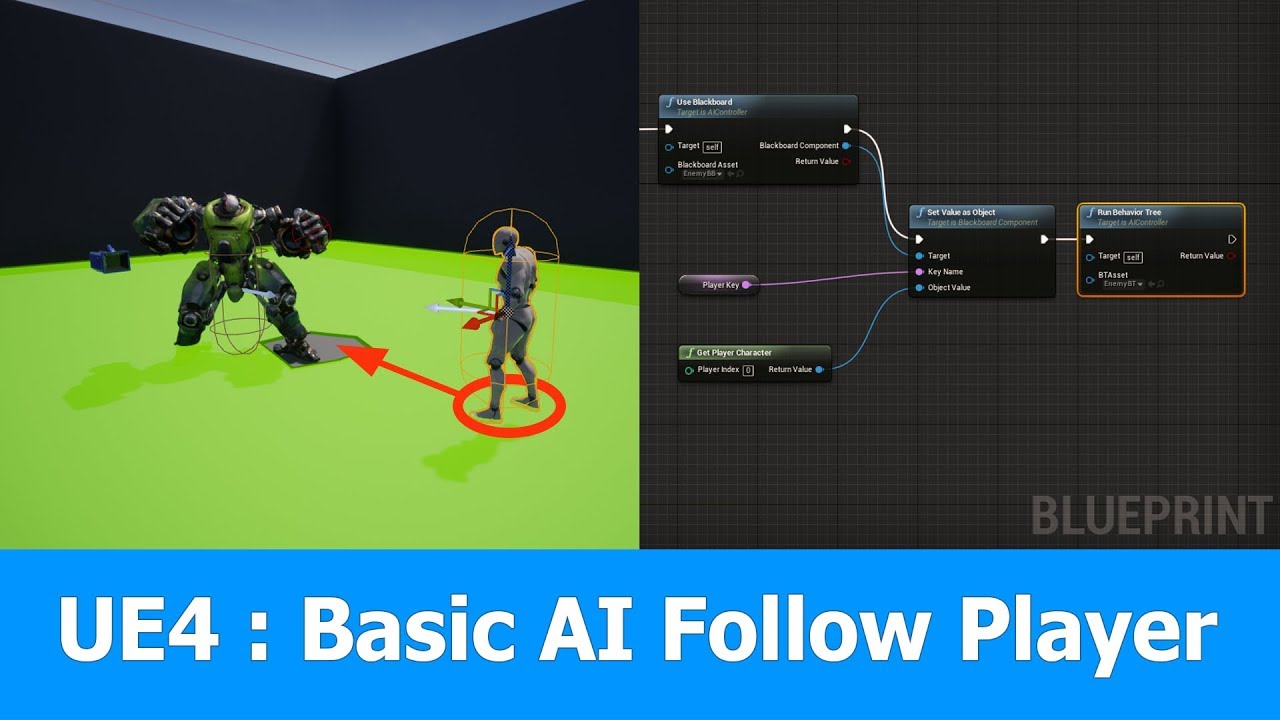 Use Blackboard
Target is AIController
Target self
Blackboard Component
Return Value
Blackboard Asset
EnemyBB
Set Value as Object
Target is Blackboard Component
Target
Key Name
Object Value
Run Behavior Tree
Target is AIController
Target self
Return Value
BTAsset
EnemyBT
Player Key
Get Player Character
Player Index 0
Return Value
BLUEPRINT
UE4 : Basic AI Follow Player